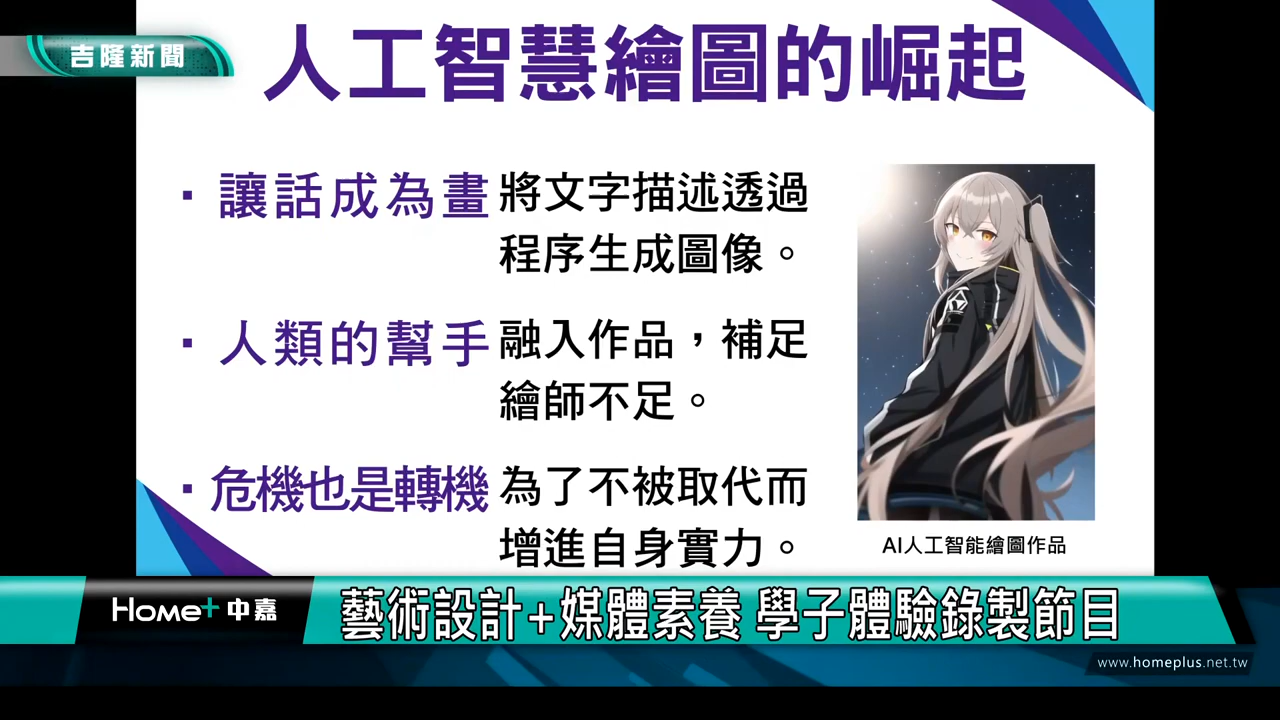 吉隆新聞
人工智慧繪圖的崛起
▪ 讓話成為畫 將文字描述透過
程序生成圖像。
▪ 人類的幫手 融入作品，補足
繪師不足。
▪ 危機也是轉機 為了不被取代而
增進自身實力。
AI人工智能繪圖作品
Home+中嘉
藝術設計+媒體素養 學子體驗錄製節目
www.homeplus.net.tw